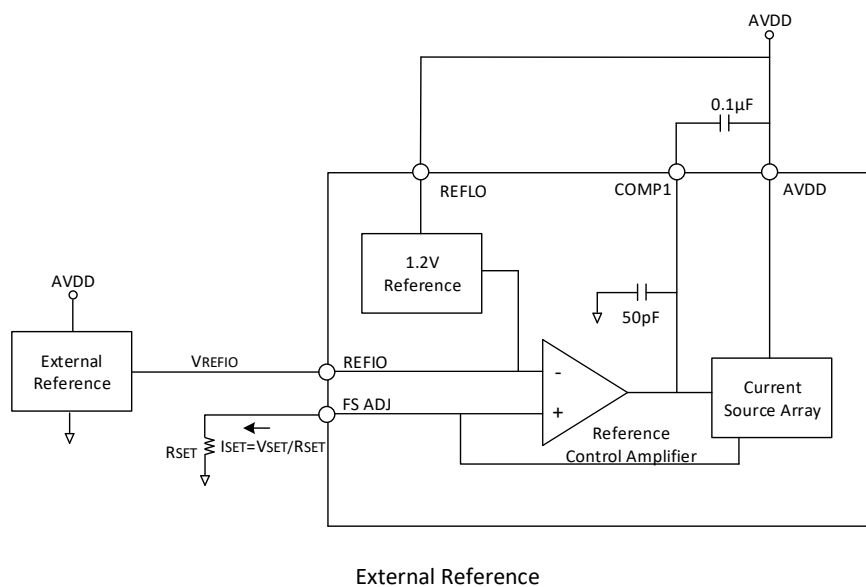 AVDD
0.1µF
REFLO
COMP1
AVDD
1.2V
Reference
AVDD
50pF
External
Reference
VREFIO
REFIO
-
Current
Source Array
FS ADJ
+
RSET
ISET=VSET/RSET
Reference
Control Amplifier
External Reference